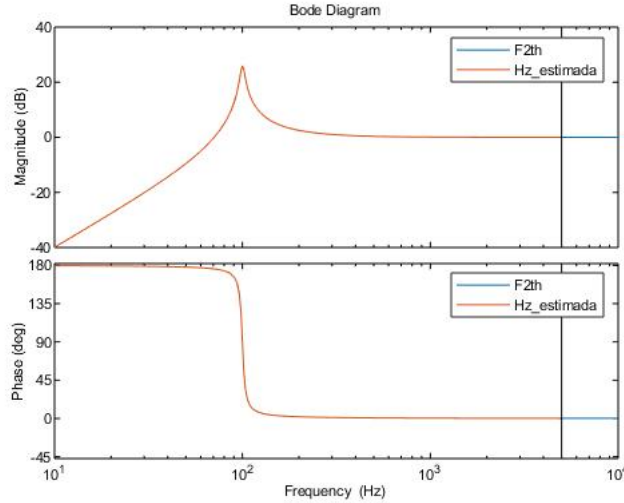 Bode Diagram
40
20
0
-20
-40
Magnitude (dB)
F2th
Hz_estimada
180
135
90
45
0
-45
Phase (deg)
F2th
Hz_estimada
10¹
10²
10³
Frequency (Hz)